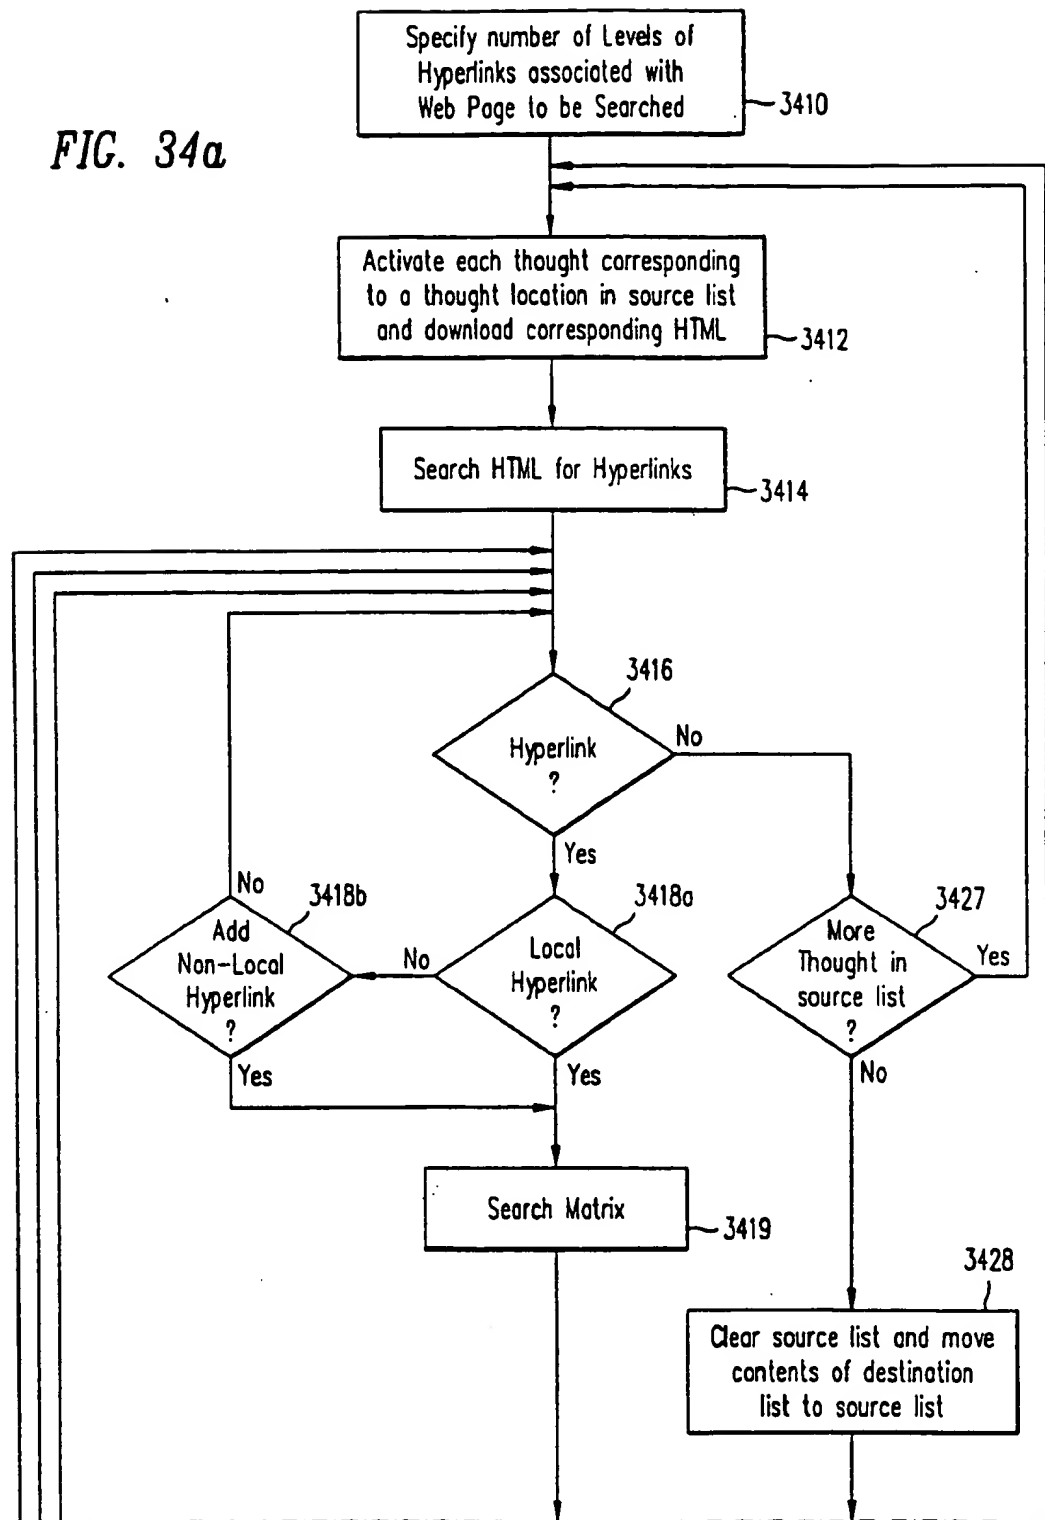 Specify number of Levels of
Hyperlinks associated with
Web Page to be Searched
3410
FIG. 34a
Activate each thought corresponding
to a thought location in source list
and download corresponding HTML
3412
Search HTML for Hyperlinks
3414
3416
Hyperlink
?
No
Yes
No
3418b
Add
Non-Local
Hyperlink
?
Yes
No
3418a
Local
Hyperlink
?
Yes
3427
More
Thought in
source list
?
Yes
No
Search Matrix
3419
3428
Clear source list and move
contents of destination
list to source list